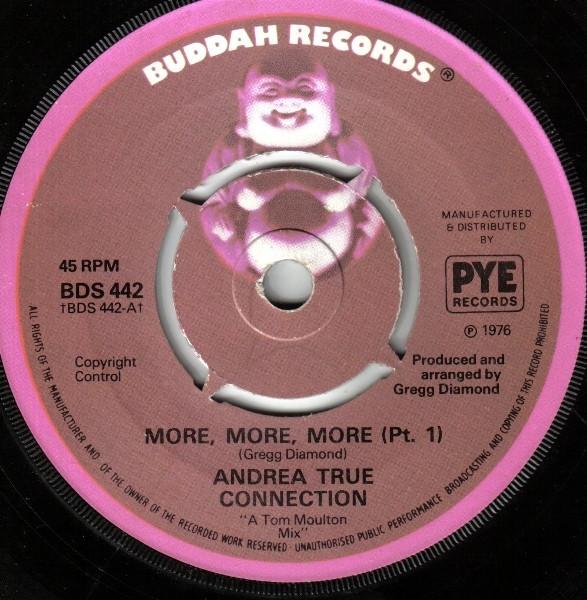 BUDDAH RECORDS®
MANUFACTURED
& DISTRIBUTED
BY
PYE
RECORDS
℗ 1976
45 RPM
BDS 442
†BDS 442-A†
Copyright
Control
Produced and
arranged by
Gregg Diamond
MORE, MORE, MORE (Pt. 1)
(Gregg Diamond)
ANDREA TRUE
CONNECTION
"A Tom Moulton
Mix"
ALL RIGHTS OF THE MANUFACTURER AND OF THE OWNER OF THE RECORDED WORK RESERVED · UNAUTHORISED PUBLIC PERFORMANCE BROADCASTING AND COPYING OF THIS RECORD PROHIBITED